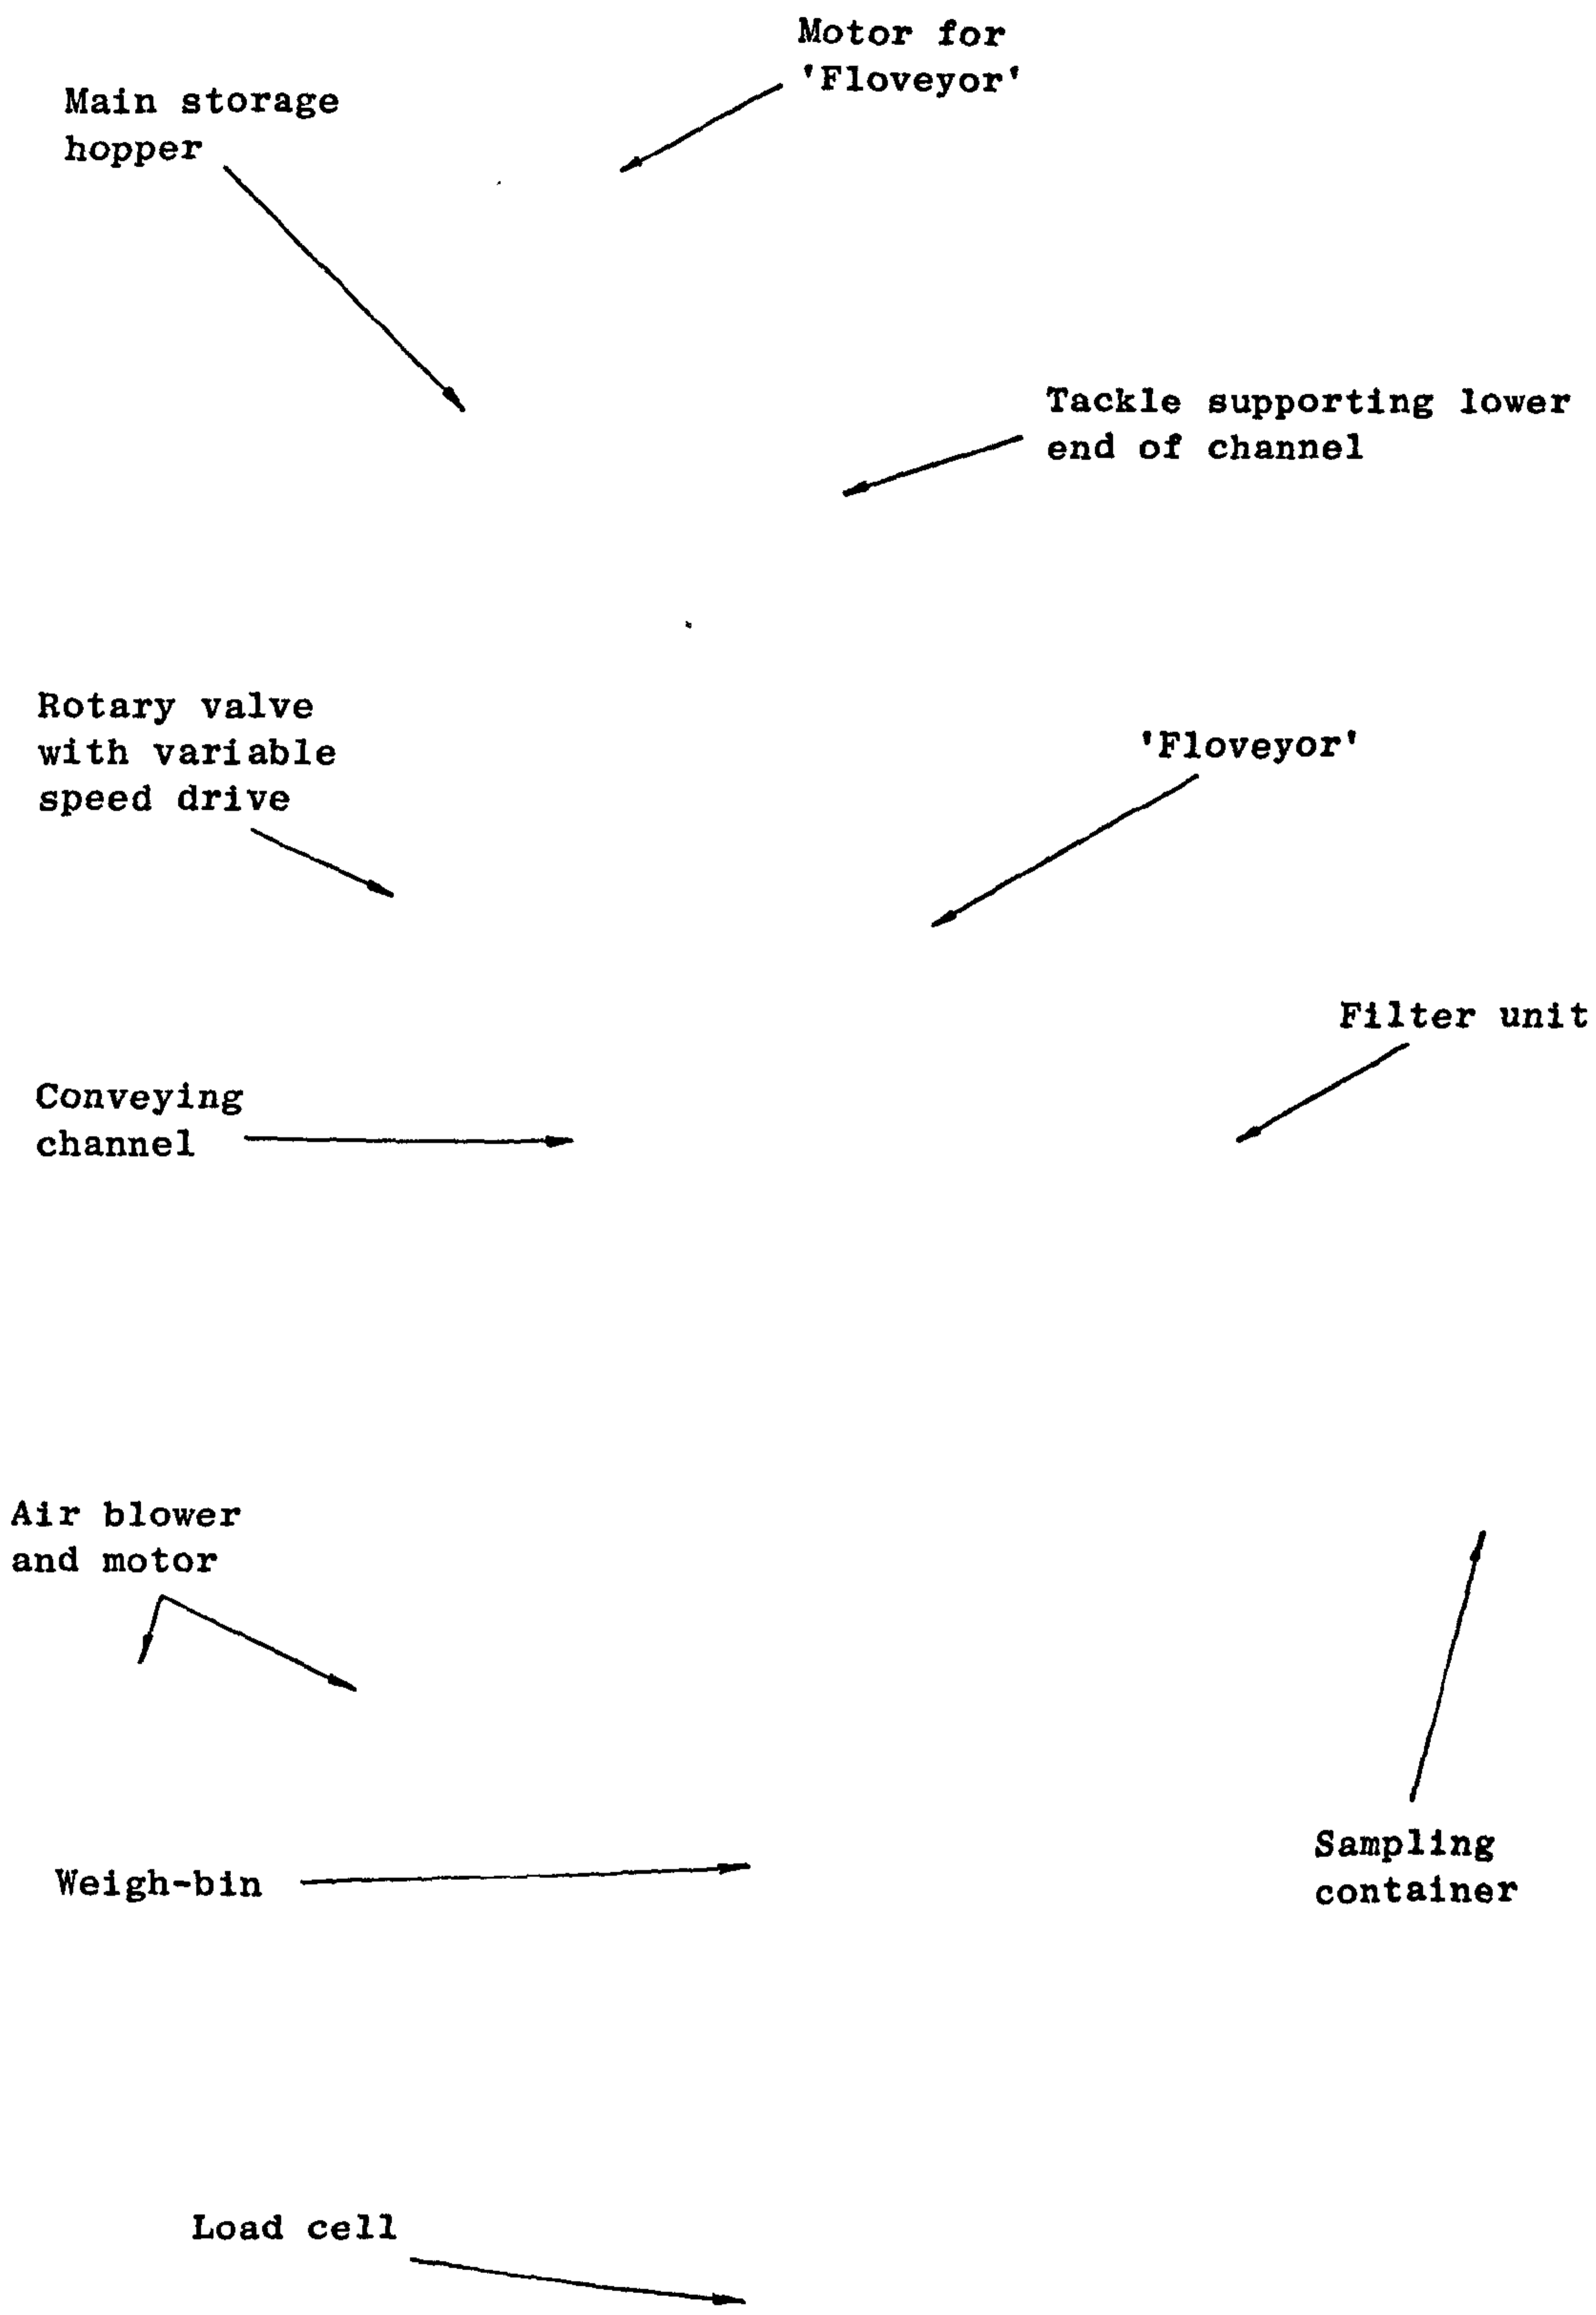 Motor for
'Floveyor'
Main storage
hopper
Tackle supporting lower
end of channel
Rotary valve
with variable
speed drive
'Floveyor'
Filter unit
Conveying
channel
Air blower
and motor
Sampling
container
Weigh-bin
Load cell